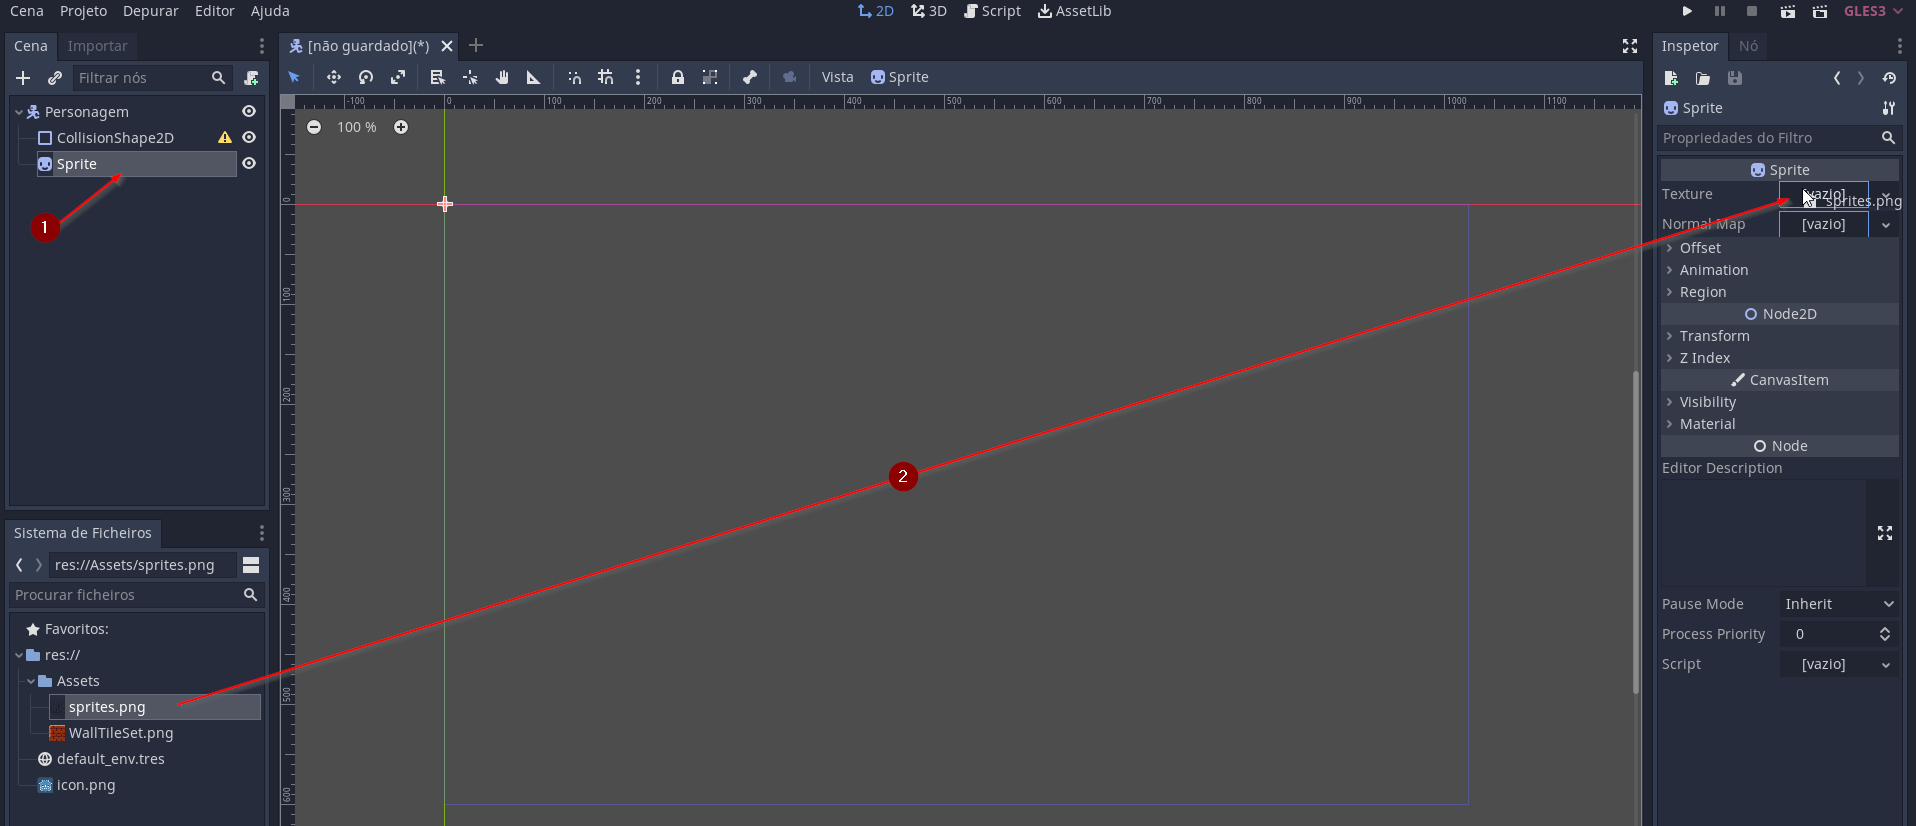 Cena Projeto Depurar Editor Ajuda
2D 3D Script AssetLib
GLES3
Cena Importar
Filtrar nós
Personagem
CollisionShape2D
Sprite
1
Sistema de Ficheiros
res://Assets/sprites.png
Procurar ficheiros
Favoritos:
res://
Assets
sprites.png
WallTileSet.png
default_env.tres
icon.png
[não guardado](*)
Vista Sprite
-100 0 100 200 300 400 500 600 700 800 900 1000 1100
100 %
0
100
200
300
400
500
600
2
Inspetor Nó
Sprite
Propriedades do Filtro
Sprite
Texture [vazio] sprites.png
Normal Map [vazio]
Offset
Animation
Region
Node2D
Transform
Z Index
CanvasItem
Visibility
Material
Node
Editor Description
Pause Mode Inherit
Process Priority 0
Script [vazio]